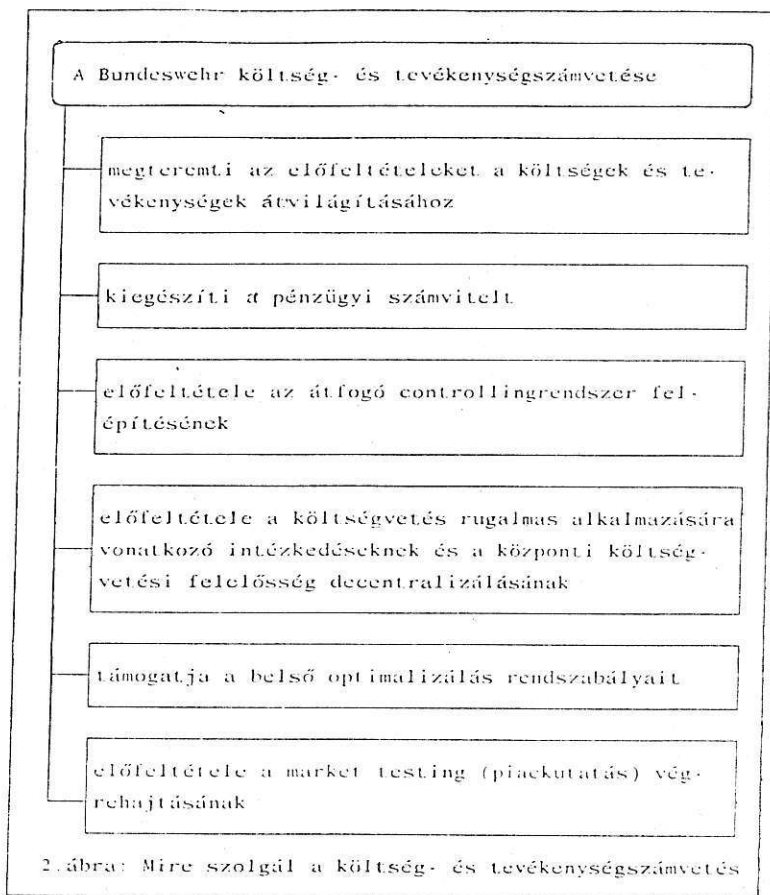 A Bundeswehr költség- és tevékenységszámvetése
megteremti az előfeltételeket a költségek és te-
vékenységek átvilágításához
kiegészíti a pénzügyi számvitelt
előfeltétele az átfogó controllingrendszer fel-
építésének
előfeltétele a költségvetés rugalmas alkalmazására
vonatkozó intézkedéseknek és a központi költség-
vetési felelősség decentralizálásának
támogatja a belső optimalizálás rendszabályait
előfeltétele a market testing (piackutatás) vég-
rehajtásának
2.ábra: Mire szolgál a költség- és tevékenységszámvetés